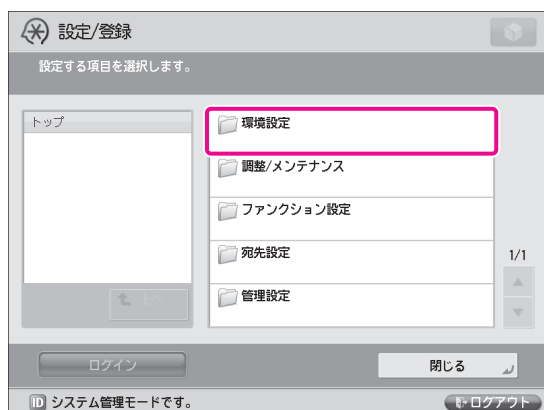 設定/登録
設定する項目を選択します。
トップ
環境設定
調整/メンテナンス
ファンクション設定
宛先設定
管理設定
1/1
上へ
ログイン
閉じる
ID システム管理モードです。
ログアウト